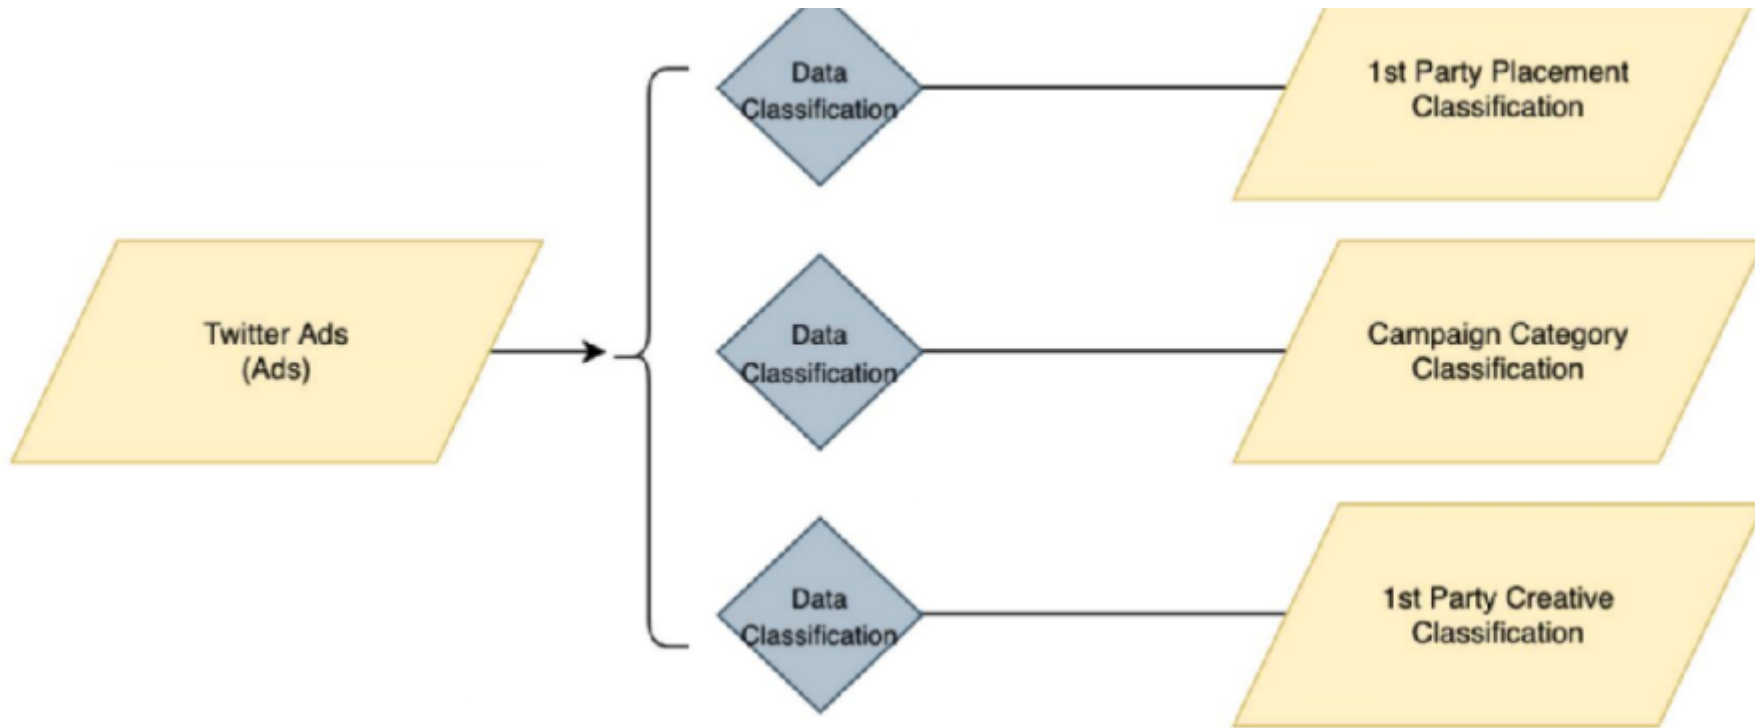 Data
Classification
1st Party Placement
Classification
Twitter Ads
(Ads)
Data
Classification
Campaign Category
Classification
Data
Classification
1st Party Creative
Classification